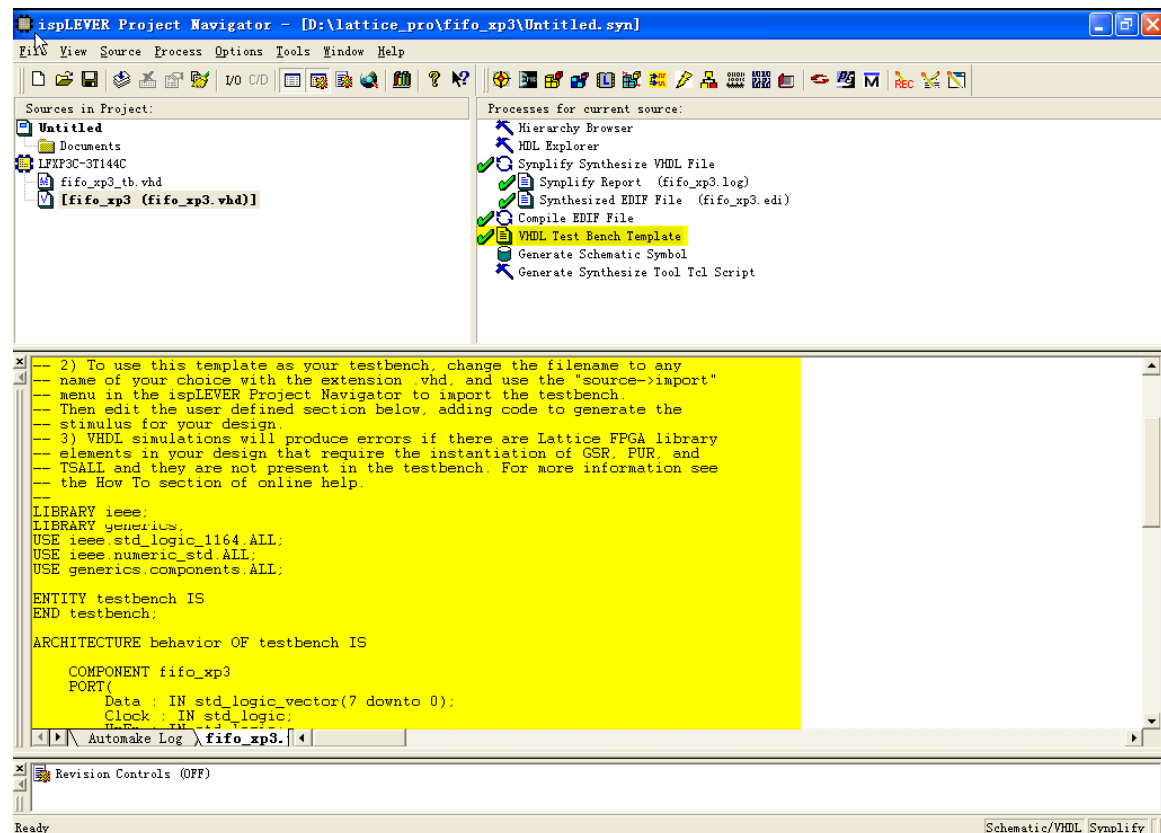 ispLEVER Project Navigator - [D:\lattice_pro\fifo_xp3\Untitled.syn]
View Source Process Options Tools Window Help
I/O C/D
REC
Sources in Project:
Untitled
Documents
LFXP3C-3T144C
fifo_xp3_tb.vhd
[fifo_xp3 (fifo_xp3.vhd)]
Processes for current source:
Hierarchy Browser
HDL Explorer
Synplify Synthesize VHDL File
Synplify Report (fifo_xp3.log)
Synthesized EDIF File (fifo_xp3.edi)
Compile EDIF File
VHDL Test Bench Template
Generate Schematic Symbol
Generate Synthesize Tool Tcl Script
-- 2) To use this template as your testbench, change the filename to any
-- name of your choice with the extension .vhd, and use the "source->import"
-- menu in the ispLEVER Project Navigator to import the testbench.
-- Then edit the user defined section below, adding code to generate the
-- stimulus for your design.
-- 3) VHDL simulations will produce errors if there are Lattice FPGA library
-- elements in your design that require the instantiation of GSR, PUR, and
-- TSALL and they are not present in the testbench. For more information see
-- the How To section of online help.
--
LIBRARY ieee;
LIBRARY generics;
USE ieee.std_logic_1164.ALL;
USE ieee.numeric_std.ALL;
USE generics.components.ALL;
ENTITY testbench IS
END testbench;
ARCHITECTURE behavior OF testbench IS
COMPONENT fifo_xp3
PORT(
Data : IN std_logic_vector(7 downto 0);
Clock : IN std_logic;
Automake Log fifo_xp3.
Revision Controls (OFF)
Ready
Schematic/VHDL Synplify